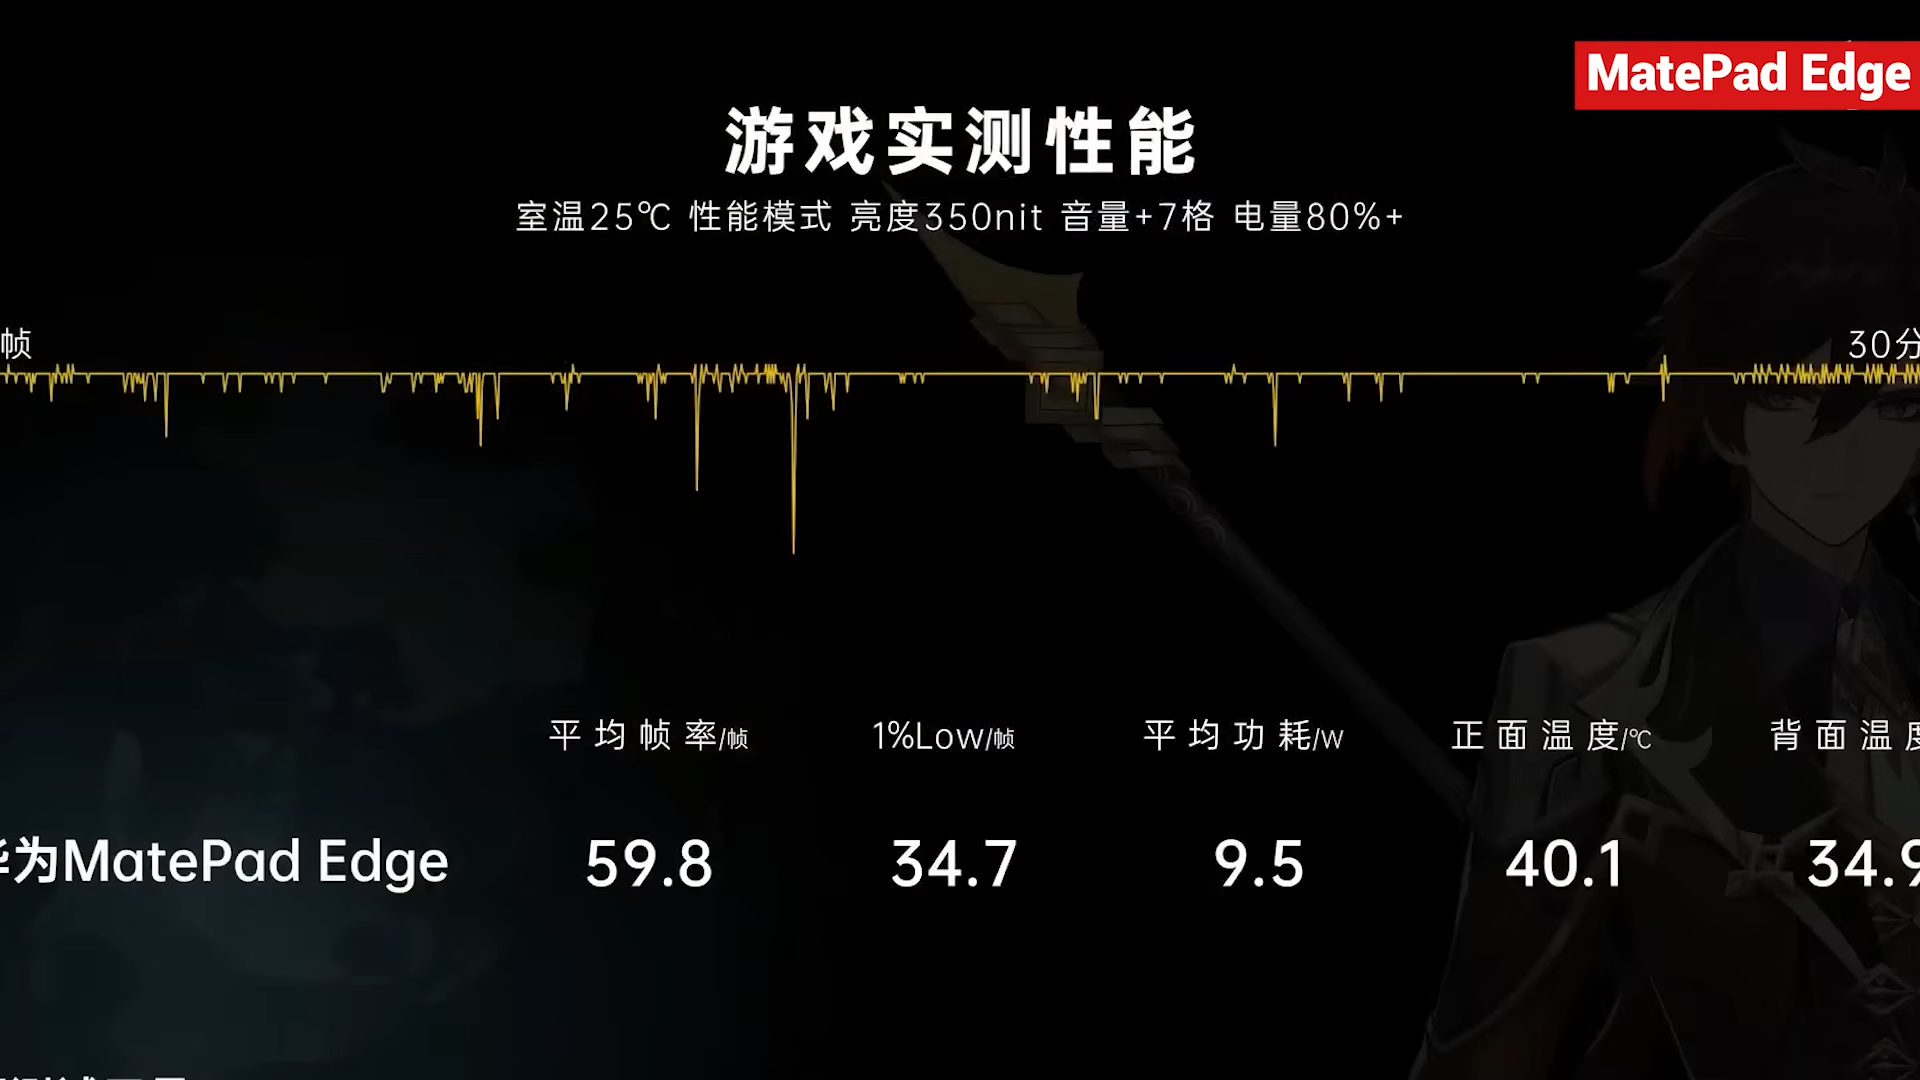 MatePad Edge
游戏实测性能
室温25℃ 性能模式 亮度350nit 音量+7格 电量80%+
帧
30分
平均帧率/帧 1%Low/帧 平均功耗/W 正面温度/℃ 背面温度
华为MatePad Edge 59.8 34.7 9.5 40.1 34.9